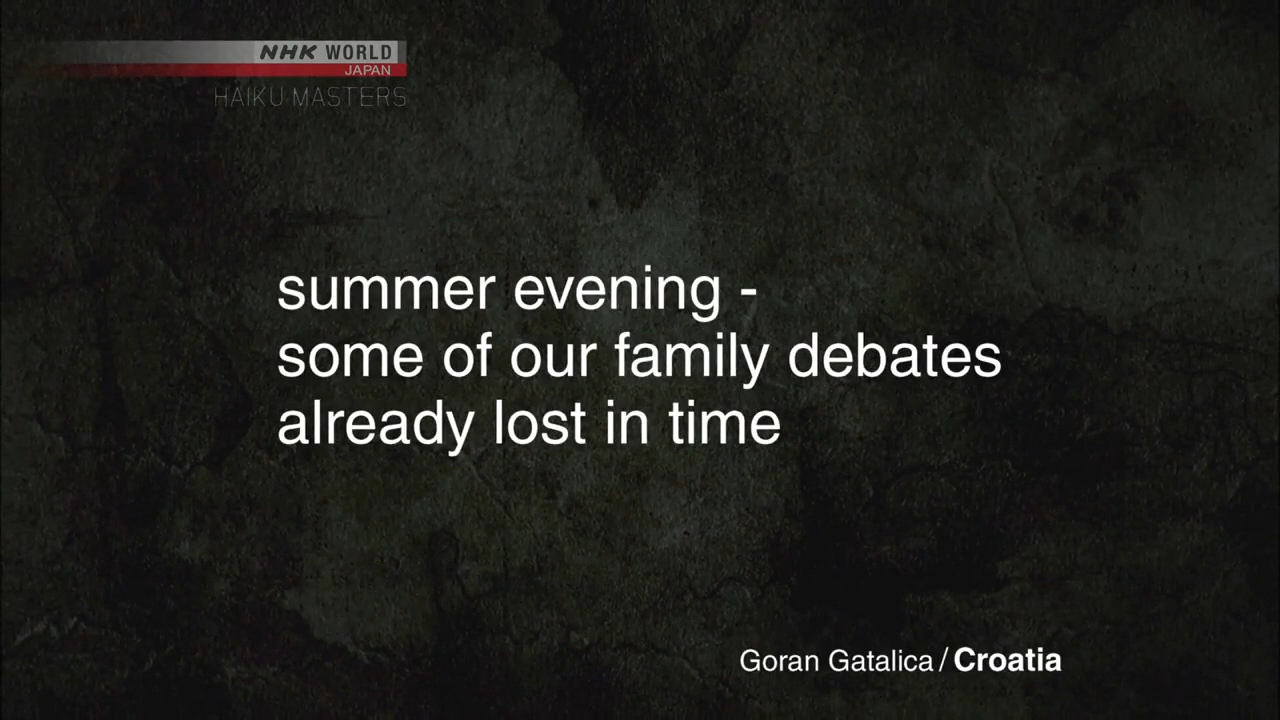 NHK WORLD
JAPAN
HAIKU MASTERS
summer evening -
some of our family debates
already lost in time
Goran Gatalica / Croatia